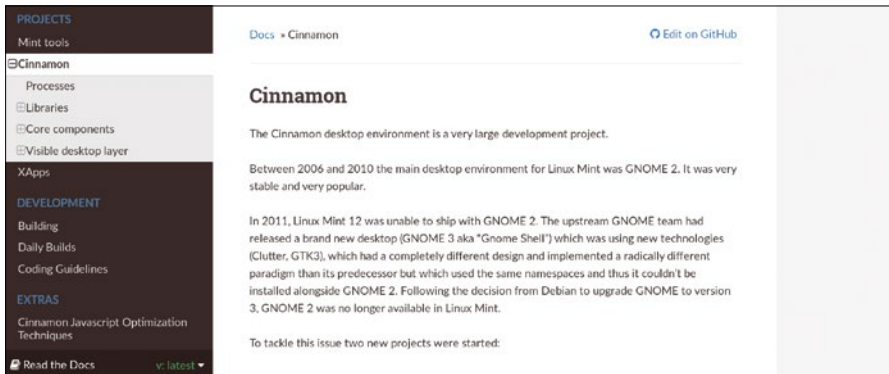 PROJECTS
Mint tools
Cinnamon
Processes
Libraries
Core components
Visible desktop layer
XApps
DEVELOPMENT
Building
Daily Builds
Coding Guidelines
EXTRAS
Cinnamon Javascript Optimization
Techniques
Read the Docs v: latest
Docs » Cinnamon Edit on GitHub
Cinnamon
The Cinnamon desktop environment is a very large development project.
Between 2006 and 2010 the main desktop environment for Linux Mint was GNOME 2. It was very
stable and very popular.
In 2011, Linux Mint 12 was unable to ship with GNOME 2. The upstream GNOME team had
released a brand new desktop (GNOME 3 aka "Gnome Shell") which was using new technologies
(Clutter, GTK3), which had a completely different design and implemented a radically different
paradigm than its predecessor but which used the same namespaces and thus it couldn't be
installed alongside GNOME 2. Following the decision from Debian to upgrade GNOME to version
3, GNOME 2 was no longer available in Linux Mint.
To tackle this issue two new projects were started: